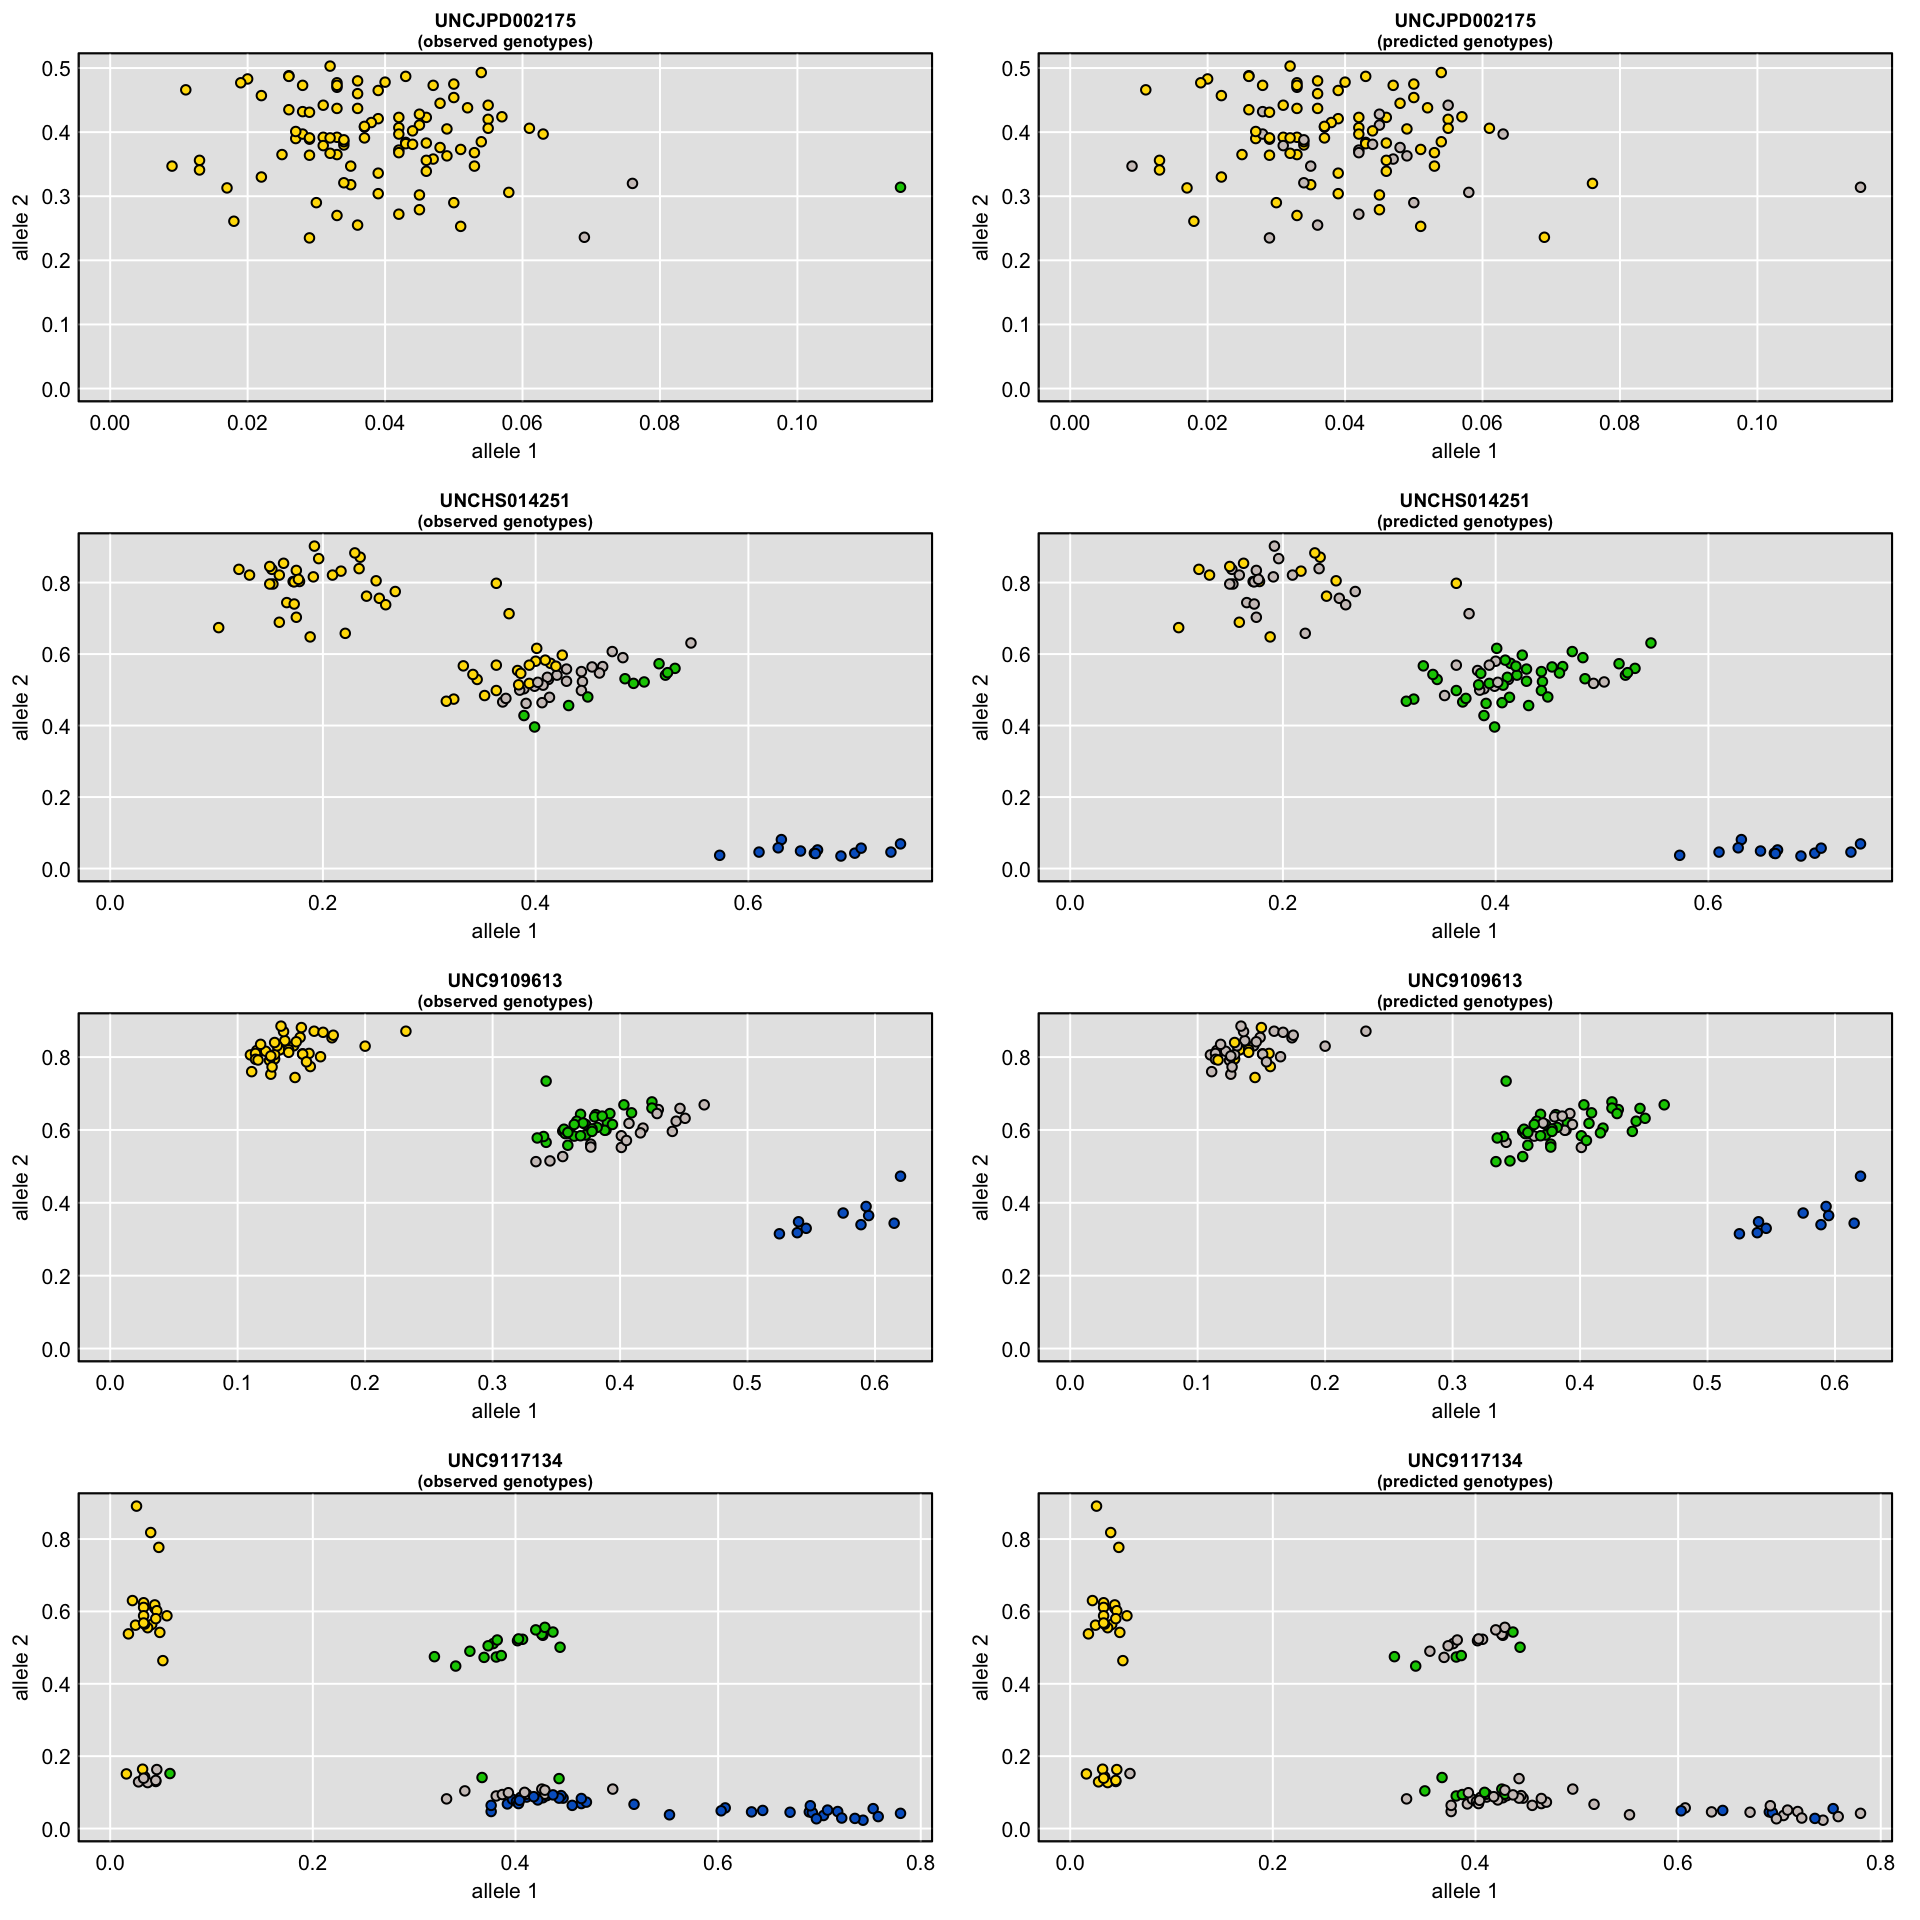 UNCJPD002175
(observed genotypes)
0.5
0.4
0.3
0.2
0.1
0.0
allele 2
0.00 0.02 0.04 0.06 0.08 0.10
allele 1
UNCJPD002175
(predicted genotypes)
0.5
0.4
0.3
0.2
0.1
0.0
allele 2
0.00 0.02 0.04 0.06 0.08 0.10
allele 1
UNCHS014251
(observed genotypes)
0.8
0.6
0.4
0.2
0.0
allele 2
0.0 0.2 0.4 0.6
allele 1
UNCHS014251
(predicted genotypes)
0.8
0.6
0.4
0.2
0.0
allele 2
0.0 0.2 0.4 0.6
allele 1
UNC9109613
(observed genotypes)
0.8
0.6
0.4
0.2
0.0
allele 2
0.0 0.1 0.2 0.3 0.4 0.5 0.6
allele 1
UNC9109613
(predicted genotypes)
0.8
0.6
0.4
0.2
0.0
allele 2
0.0 0.1 0.2 0.3 0.4 0.5 0.6
allele 1
UNC9117134
(observed genotypes)
0.8
0.6
0.4
0.2
0.0
allele 2
0.0 0.2 0.4 0.6 0.8
allele 1
UNC9117134
(predicted genotypes)
0.8
0.6
0.4
0.2
0.0
allele 2
0.0 0.2 0.4 0.6 0.8
allele 1